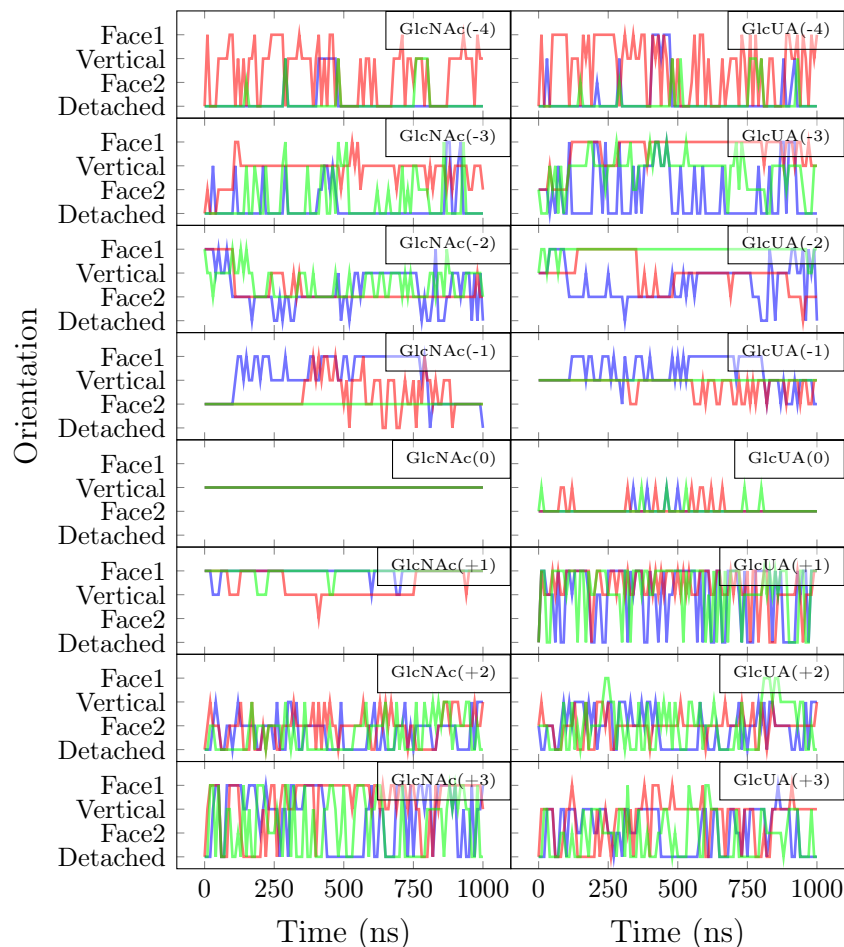 GlcNAc(-4)
GlcUA(-4)
Face1
Vertical
Face2
Detached
GlcNAc(-3)
GlcUA(-3)
Face1
Vertical
Face2
Detached
GlcNAc(-2)
GlcUA(-2)
Face1
Vertical
Face2
Detached
GlcNAc(-1)
GlcUA(-1)
Face1
Vertical
Face2
Detached
GlcNAc(0)
GlcUA(0)
Face1
Vertical
Face2
Detached
GlcNAc(+1)
GlcUA(+1)
Face1
Vertical
Face2
Detached
GlcNAc(+2)
GlcUA(+2)
Face1
Vertical
Face2
Detached
GlcNAc(+3)
GlcUA(+3)
Face1
Vertical
Face2
Detached
Orientation
0 250 500 750 1000
0 250 500 750 1000
Time (ns)
Time (ns)